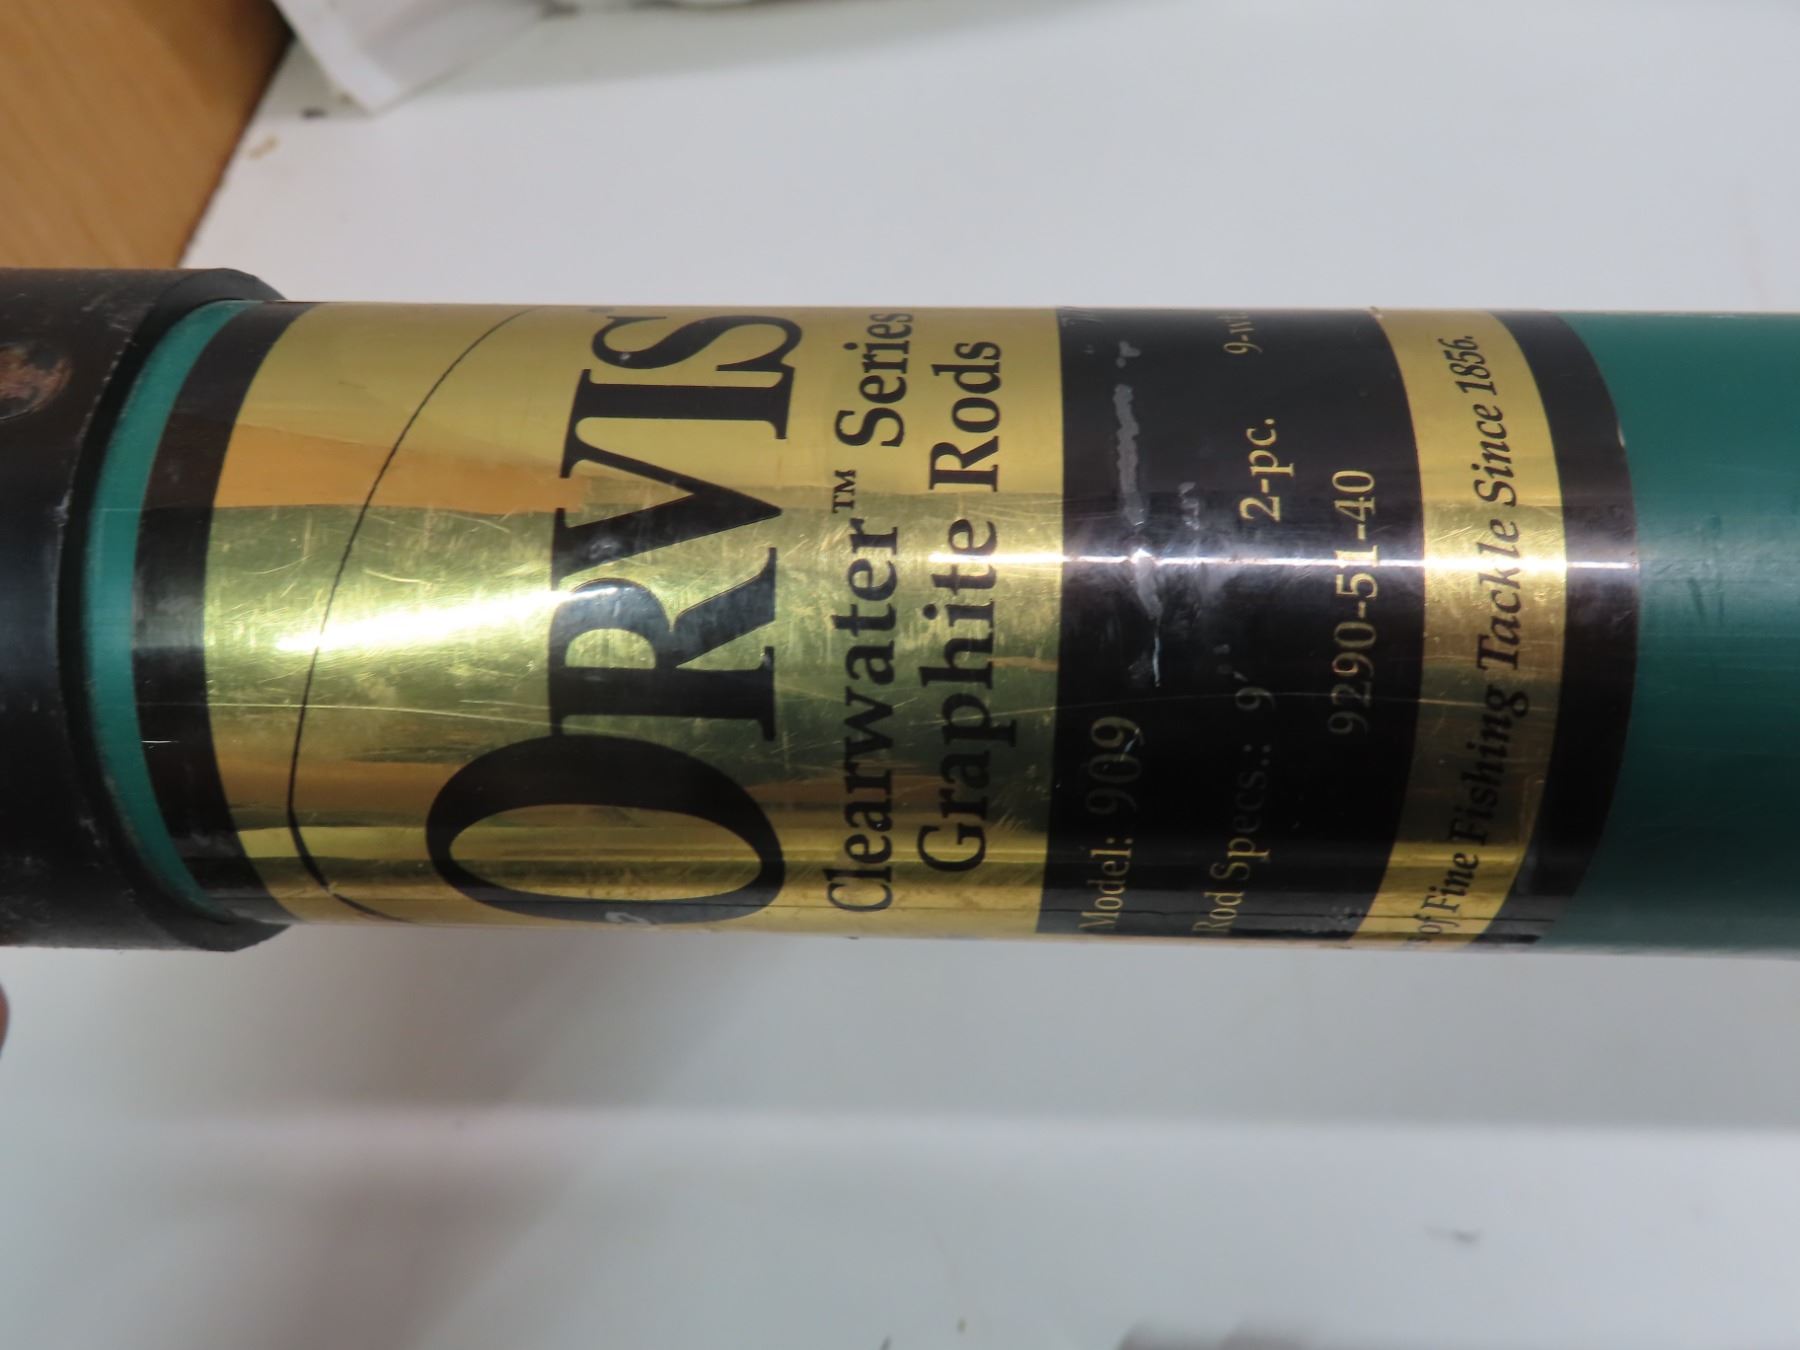 ORVIS
Clearwater™ Series
Graphite Rods
Model: 909
Rod Specs.: 9' 2-pc. 9-wt.
9290-51-40
of Fine Fishing Tackle Since 1856.